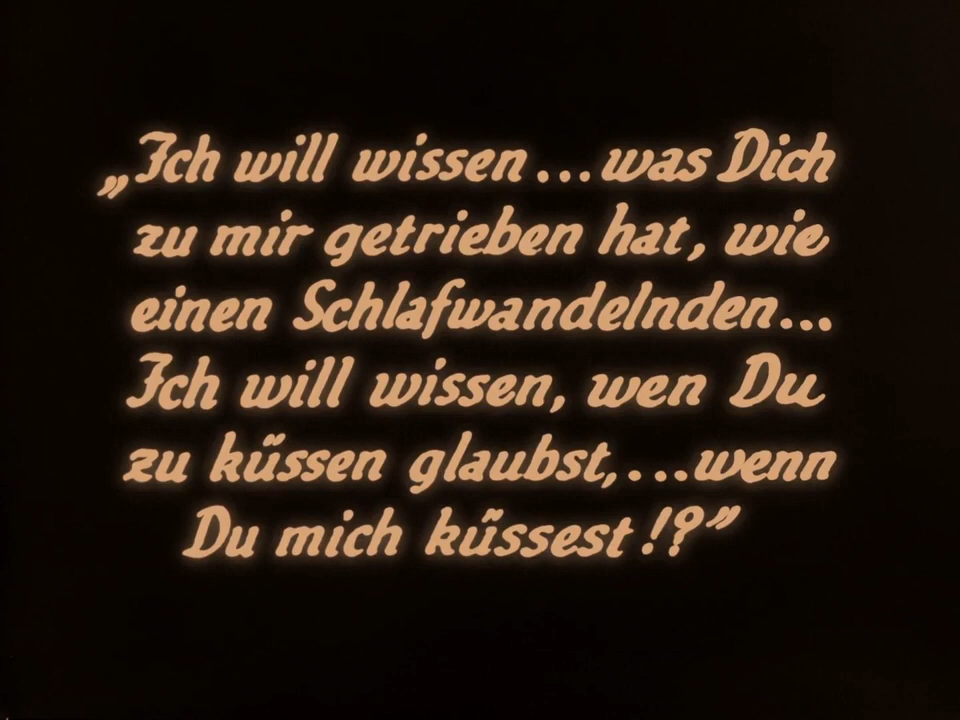 „Ich will wissen...was Dich
zu mir getrieben hat, wie
einen Schlafwandelnden...
Ich will wissen, wen Du
zu küssen glaubst,...wenn
Du mich küssest!?”